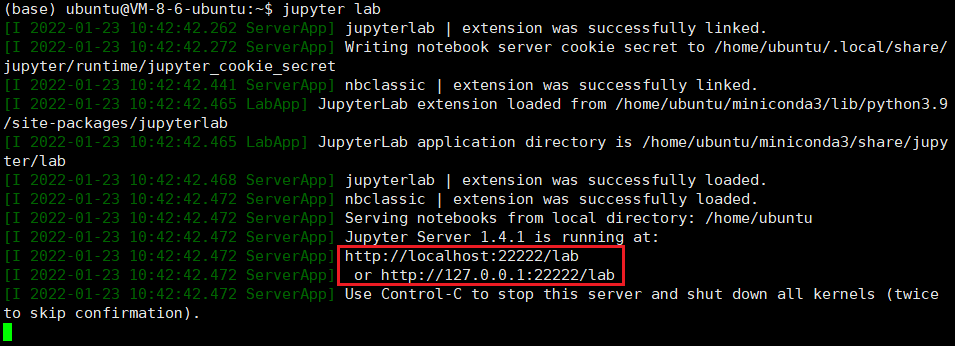 (base) ubuntu@VM-8-6-ubuntu:~$ jupyter lab
[I 2022-01-23 10:42:42.262 ServerApp] jupyterlab | extension was successfully linked.
[I 2022-01-23 10:42:42.272 ServerApp] Writing notebook server cookie secret to /home/ubuntu/.local/share/
jupyter/runtime/jupyter_cookie_secret
[I 2022-01-23 10:42:42.441 ServerApp] nbclassic | extension was successfully linked.
[I 2022-01-23 10:42:42.465 LabApp] JupyterLab extension loaded from /home/ubuntu/miniconda3/lib/python3.9
/site-packages/jupyterlab
[I 2022-01-23 10:42:42.465 LabApp] JupyterLab application directory is /home/ubuntu/miniconda3/share/jupy
ter/lab
[I 2022-01-23 10:42:42.468 ServerApp] jupyterlab | extension was successfully loaded.
[I 2022-01-23 10:42:42.472 ServerApp] nbclassic | extension was successfully loaded.
[I 2022-01-23 10:42:42.472 ServerApp] Serving notebooks from local directory: /home/ubuntu
[I 2022-01-23 10:42:42.472 ServerApp] Jupyter Server 1.4.1 is running at:
[I 2022-01-23 10:42:42.472 ServerApp] http://localhost:22222/lab
[I 2022-01-23 10:42:42.472 ServerApp]  or http://127.0.0.1:22222/lab
[I 2022-01-23 10:42:42.472 ServerApp] Use Control-C to stop this server and shut down all kernels (twice
to skip confirmation).